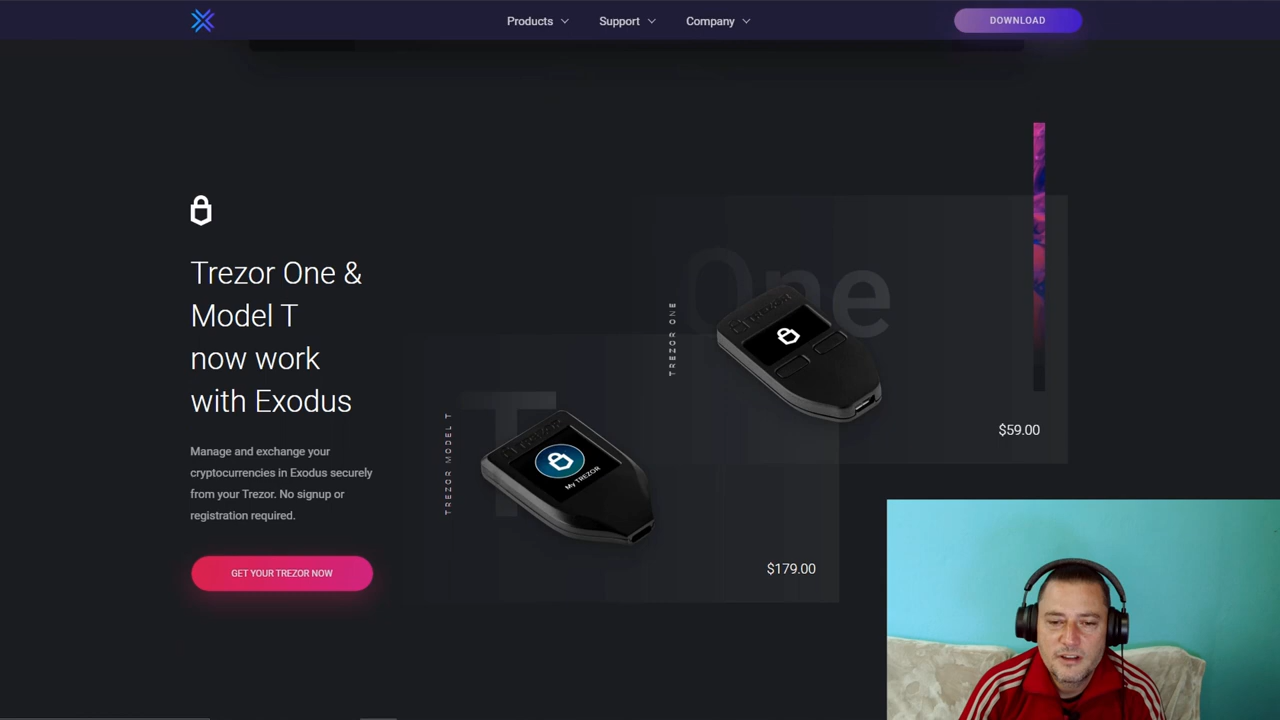 Products
Support
Company
DOWNLOAD
Trezor One &
Model T
now work
with Exodus
Manage and exchange your
cryptocurrencies in Exodus securely
from your Trezor. No signup or
registration required.
GET YOUR TREZOR NOW
One
TREZOR ONE
$59.00
T
TREZOR MODEL T
My TREZOR
$179.00